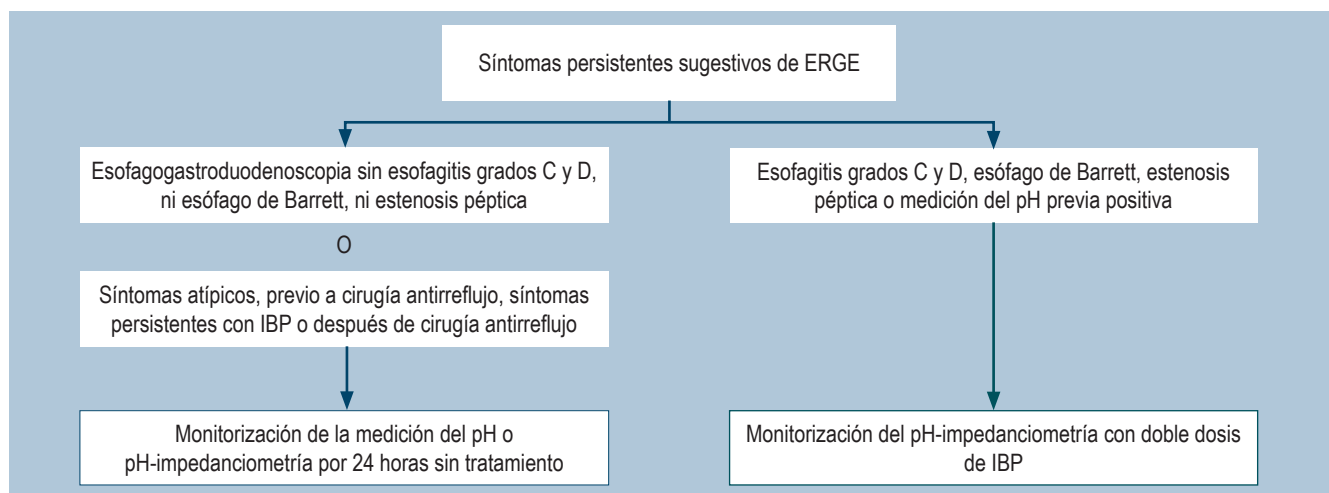 Síntomas persistentes sugestivos de ERGE
Esofagogastroduodenoscopia sin esofagitis grados C y D,
ni esófago de Barrett, ni estenosis péptica
O
Síntomas atípicos, previo a cirugía antirreflujo, síntomas
persistentes con IBP o después de cirugía antirreflujo
Monitorización de la medición del pH o
pH-impedanciometría por 24 horas sin tratamiento
Esofagitis grados C y D, esófago de Barrett, estenosis
péptica o medición del pH previa positiva
Monitorización del pH-impedanciometría con doble dosis
de IBP